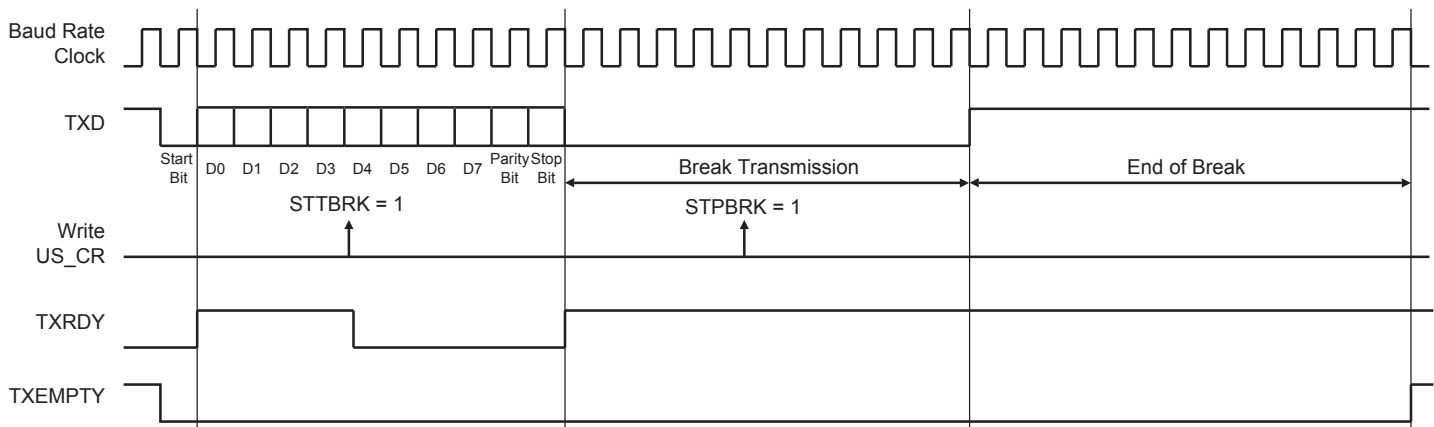 Baud Rate
Clock
TXD
Start
Bit
D0 D1 D2 D3 D4 D5 D6 D7
Parity
Bit
Stop
Bit
Break Transmission
End of Break
STTBRK = 1
STPBRK = 1
Write
US_CR
TXRDY
TXEMPTY